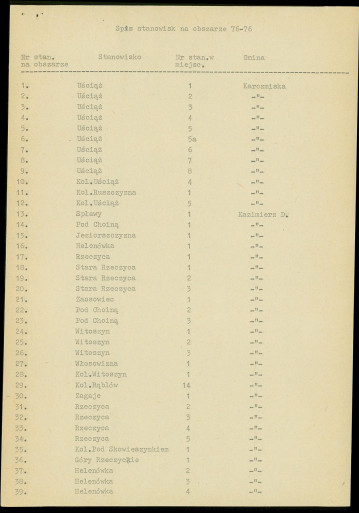 Spis stanowisk na obszarze 76-76
Nr stan. Stanowisko Nr stan.w Gmina
na obszarze miejsc.
1. Uściąż 1 Karczmiska
2. Uściąż 2 -"-
3. Uściąż 3 -"-
4. Uściąż 4 -"-
5. Uściąż 5 -"-
6. Uściąż 5a -"-
7. Uściąż 6 -"-
8. Uściąż 7 -"-
9. Uściąż 8 -"-
10. Kol.Uściąż 4 -"-
11. Kol.Rzeczyzna 1 -"-
12. Kol.Uściąż 5 -"-
13. 1 Kazimierz D.
14. Pod Choiną 1 -"-
15. 1 -"-
16. Helenówka 1 -"-
17. Rzeczyca 1 -"-
18. Stara Rzeczyca 1 -"-
19. Stara Rzeczyca 2 -"-
20. Stara Rzeczyca 3 -"-
21. 1 -"-
22. Pod Choiną 2 -"-
23. Pod Choiną 3 -"-
24. Witoszyn 1 -"-
25. Witoszyn 2 -"-
26. Witoszyn 3 -"-
27. 1 -"-
28. Kol.Witoszyn 1 -"-
29. Kol.Rąblów 14 -"-
30. Zagaje 1 -"-
31. Rzeczyca 2 -"-
32. Rzeczyca 3 -"-
33. Rzeczyca 4 -"-
34. Rzeczyca 5 -"-
35. Kol.Pod Skowieszynkiem 1 -"-
36. Góry 1 -"-
37. Helenówka 2 -"-
38. Helenówka 3 -"-
39. Helenówka 4 -"-